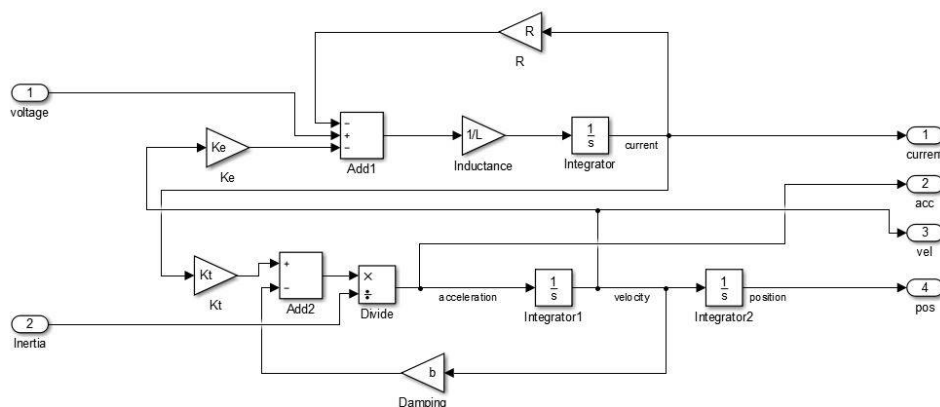 R
R
1
voltage
−
+
−
Add1
1/L
Inductance
1
s
Integrator
current
1
current
Ke
Ke
2
acc
3
vel
Kt
Kt
+
−
Add2
×
÷
Divide
acceleration
1
s
Integrator1
velocity
1
s
Integrator2
position
4
pos
2
Inertia
b
Damping